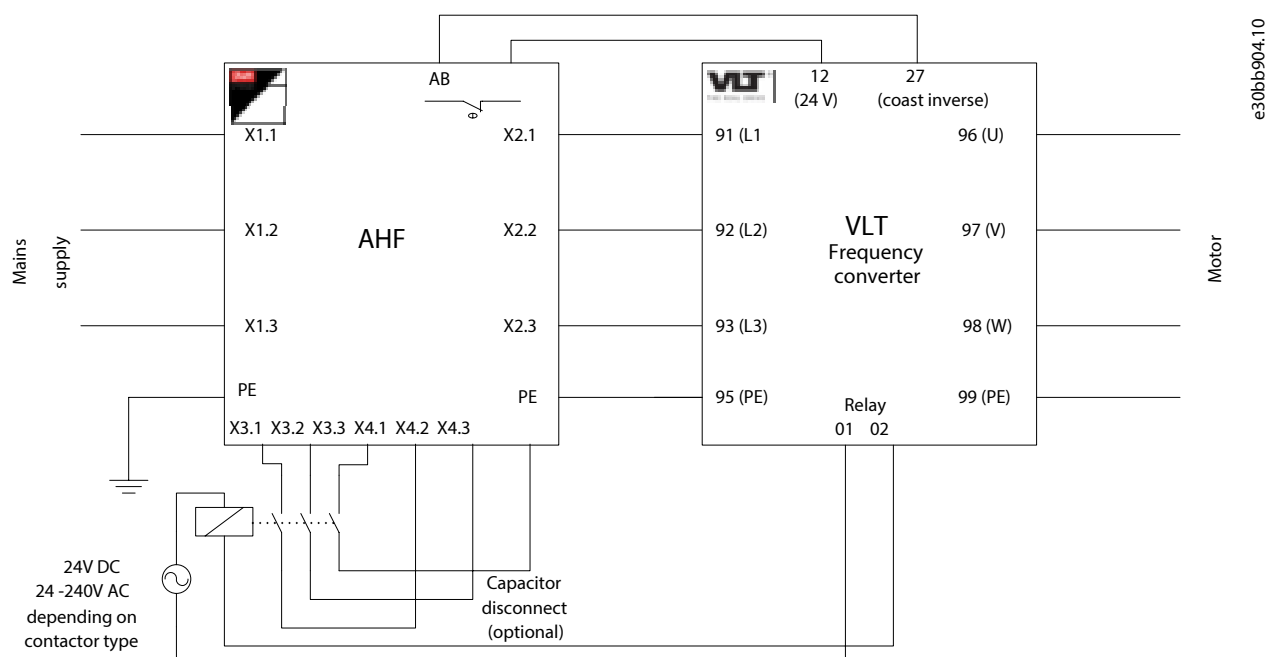 e30bb904.10
AB
VLT
12
27
(24 V)
(coast inverse)
X1.1
X2.1
91 (L1
96 (U)
Mains
supply
X1.2
AHF
X2.2
92 (L2)
VLT
Frequency
converter
97 (V)
Motor
X1.3
X2.3
93 (L3)
98 (W)
PE
PE
95 (PE)
Relay
99 (PE)
X3.1 X3.2 X3.3 X4.1 X4.2 X4.3
01 02
24V DC
24 -240V AC
depending on
contactor type
Capacitor
disconnect
(optional)